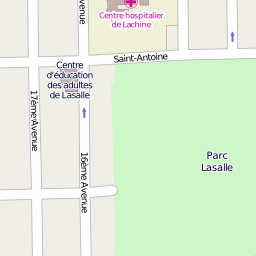 Centre hospitalier
de Lachine
Saint-Antoine
Centre
d'éducation
des adultes
de Lasalle
17ème Avenue
16ème Avenue
Parc
Lasalle